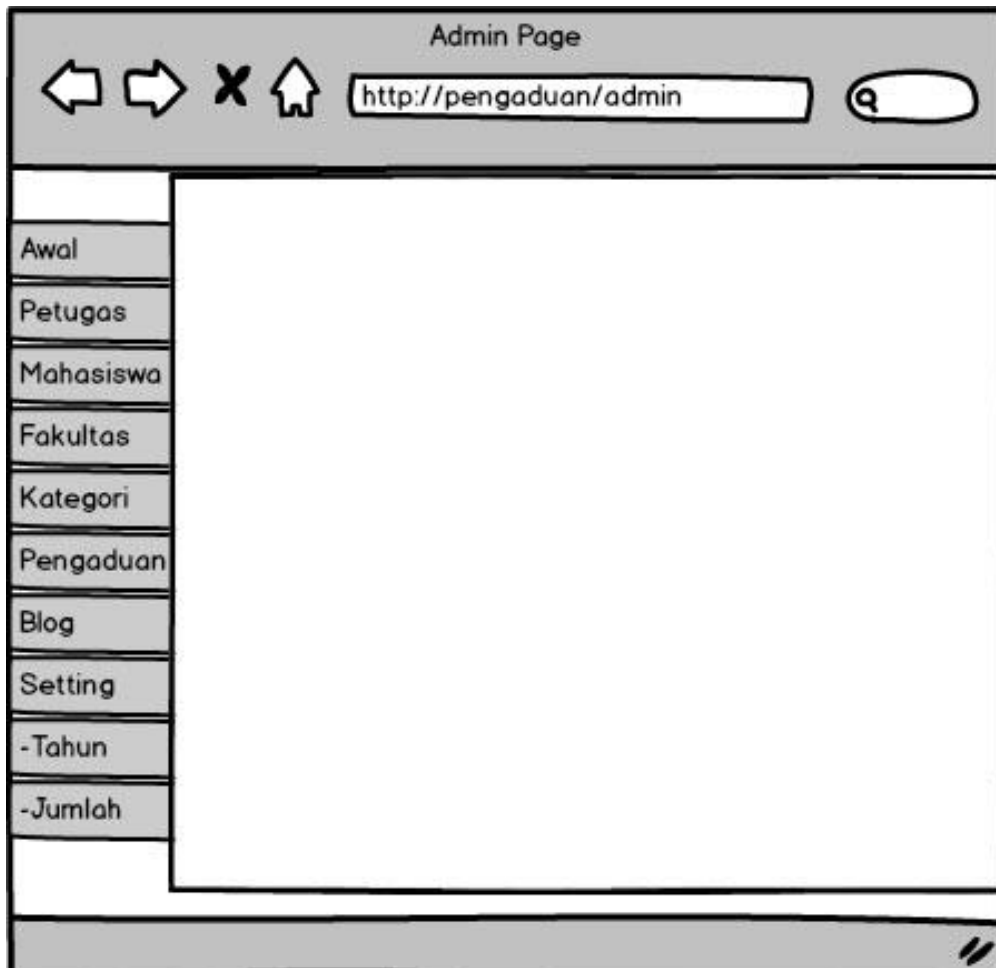 Admin Page
http://pengaduan/admin
Awal
Petugas
Mahasiswa
Fakultas
Kategori
Pengaduan
Blog
Setting
-Tahun
-Jumlah